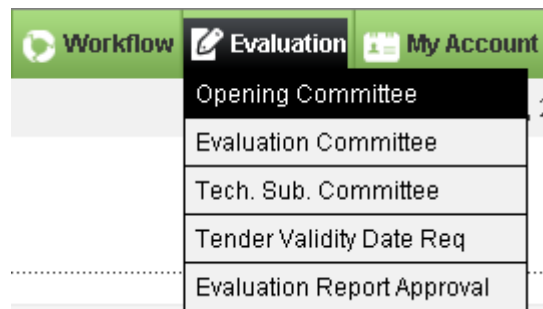 Workflow Evaluation My Account
Opening Committee
Evaluation Committee
Tech. Sub. Committee
Tender Validity Date Req
Evaluation Report Approval